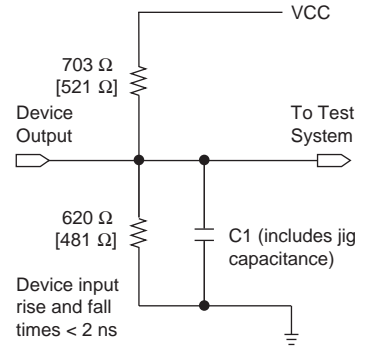 VCC
703 Ω
[521 Ω]
Device
Output
To Test
System
620 Ω
[481 Ω]
C1 (includes jig
capacitance)
Device input
rise and fall
times < 2 ns